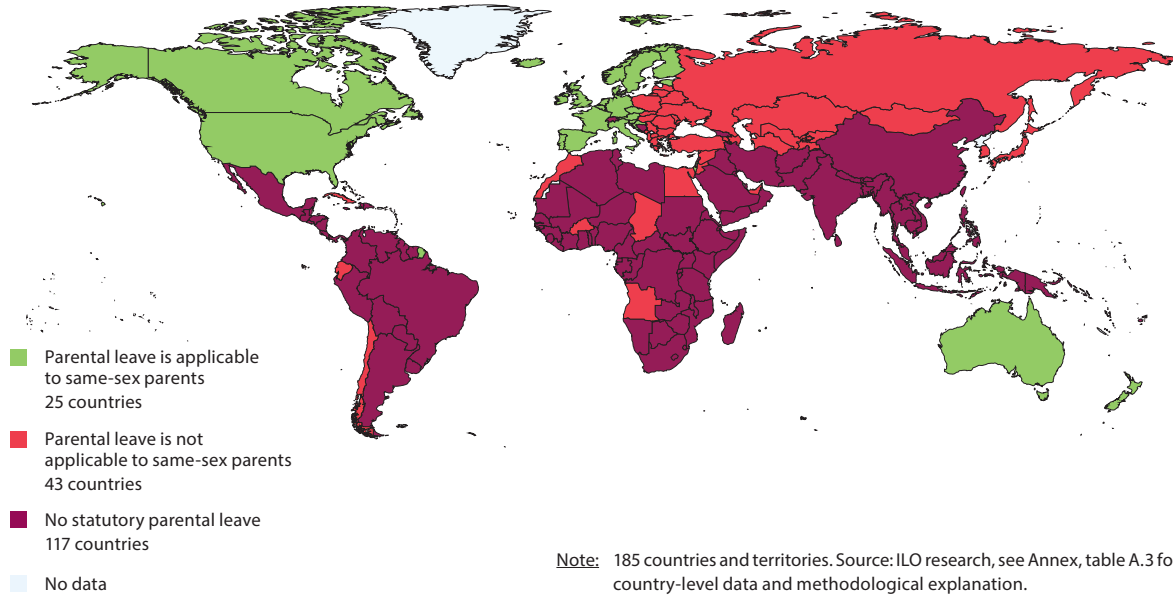 Parental leave is applicable
to same-sex parents
25 countries
Parental leave is not
applicable to same-sex parents
43 countries
No statutory parental leave
117 countries
No data
Note: 185 countries and territories. Source: ILO research, see Annex, table A.3 fo
country-level data and methodological explanation.